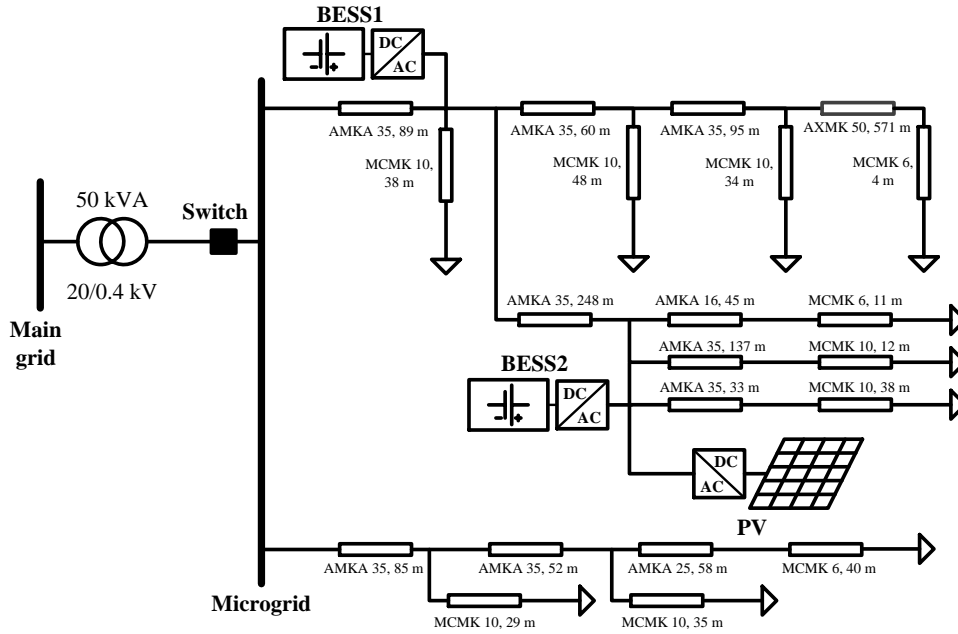 BESS1
DC
AC
AMKA 35, 89 m
AMKA 35, 60 m
AMKA 35, 95 m
AXMK 50, 571 m
MCMK 10,
38 m
MCMK 10,
48 m
MCMK 10,
34 m
MCMK 6,
4 m
50 kVA
20/0.4 kV
Switch
Main
grid
AMKA 35, 248 m
AMKA 16, 45 m
MCMK 6, 11 m
AMKA 35, 137 m
MCMK 10, 12 m
BESS2
DC
AC
AMKA 35, 33 m
MCMK 10, 38 m
DC
AC
PV
AMKA 35, 85 m
AMKA 35, 52 m
AMKA 25, 58 m
MCMK 6, 40 m
Microgrid
MCMK 10, 29 m
MCMK 10, 35 m